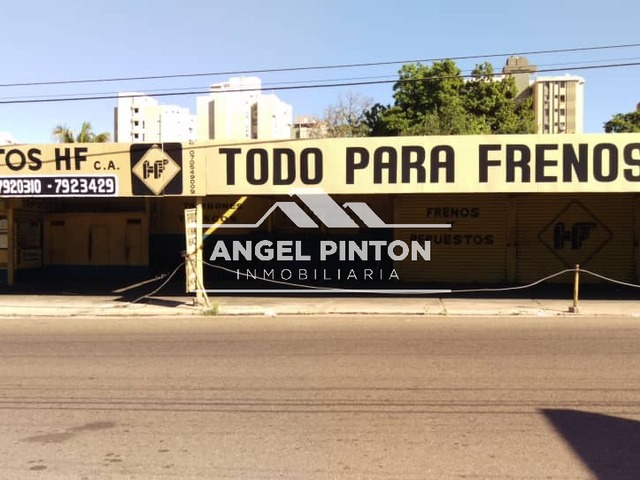 TOS HF C.A.
7920310 - 7923429
HF
TODO PARA FRENOS
FRENOS
REPUESTOS
HF
ANGEL PINTON
INMOBILIARIA